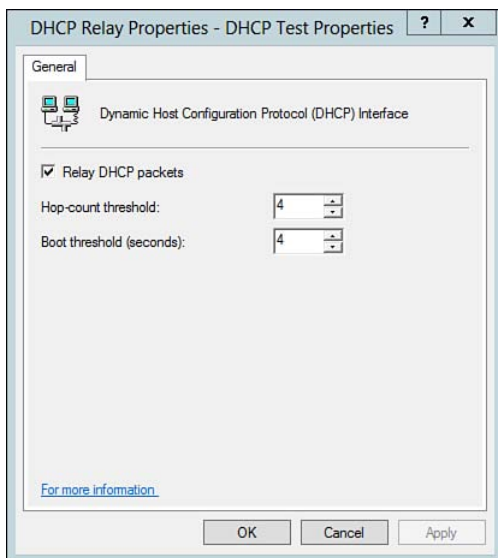 DHCP Relay Properties - DHCP Test Properties ? x
General
Dynamic Host Configuration Protocol (DHCP) Interface
Relay DHCP packets
Hop-count threshold: 4
Boot threshold (seconds): 4
For more information
OK Cancel Apply